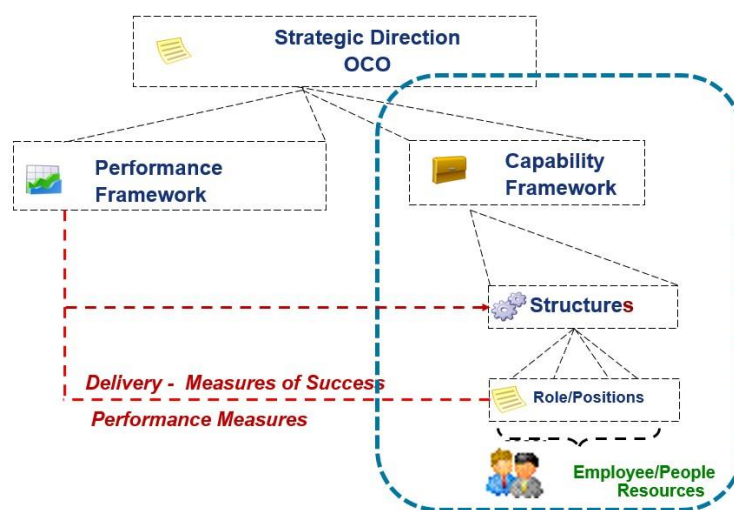 Strategic Direction
OCO
Performance
Framework
Capability
Framework
Structures
Delivery - Measures of Success
Performance Measures
Role/Positions
Employee/People
Resources